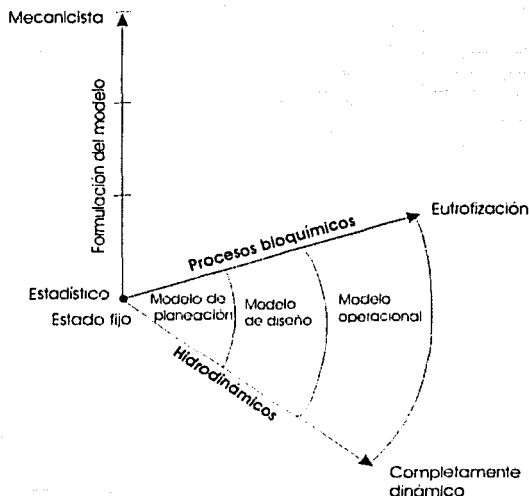 Mecanicista
Formulación del modelo
Procesos bioquímicos
Eutrofización
Estadístico
Estado fijo
Modelo de
planeación
Modelo
de diseño
Modelo
operacional
Hidrodinámicos
Completamente
dinámico